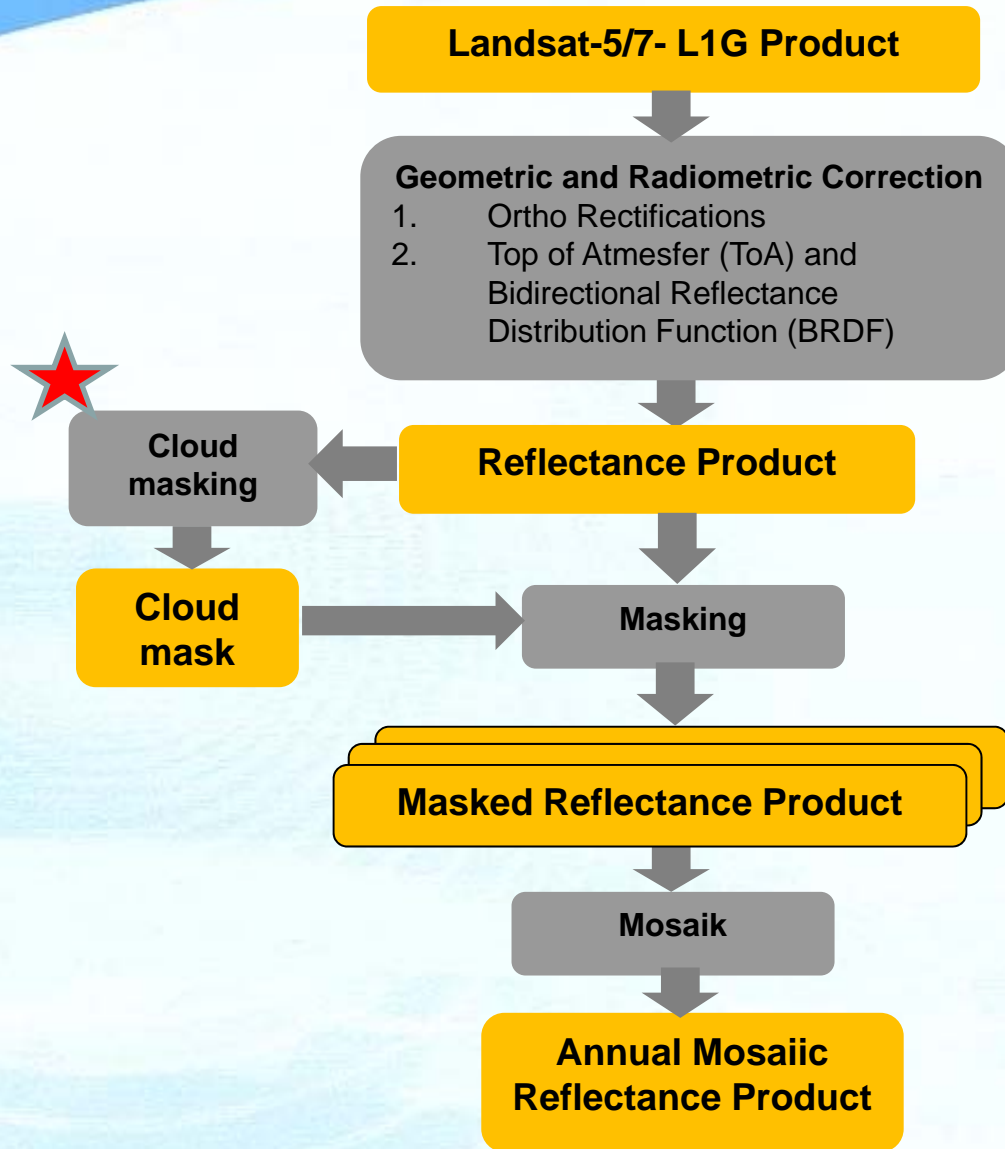 Landsat-5/7- L1G Product
Geometric and Radiometric Correction
1. Ortho Rectifications
2. Top of Atmesfer (ToA) and
Bidirectional Reflectance
Distribution Function (BRDF)
Cloud
masking
Reflectance Product
Cloud
mask
Masking
Masked Reflectance Product
Mosaik
Annual Mosaiic
Reflectance Product